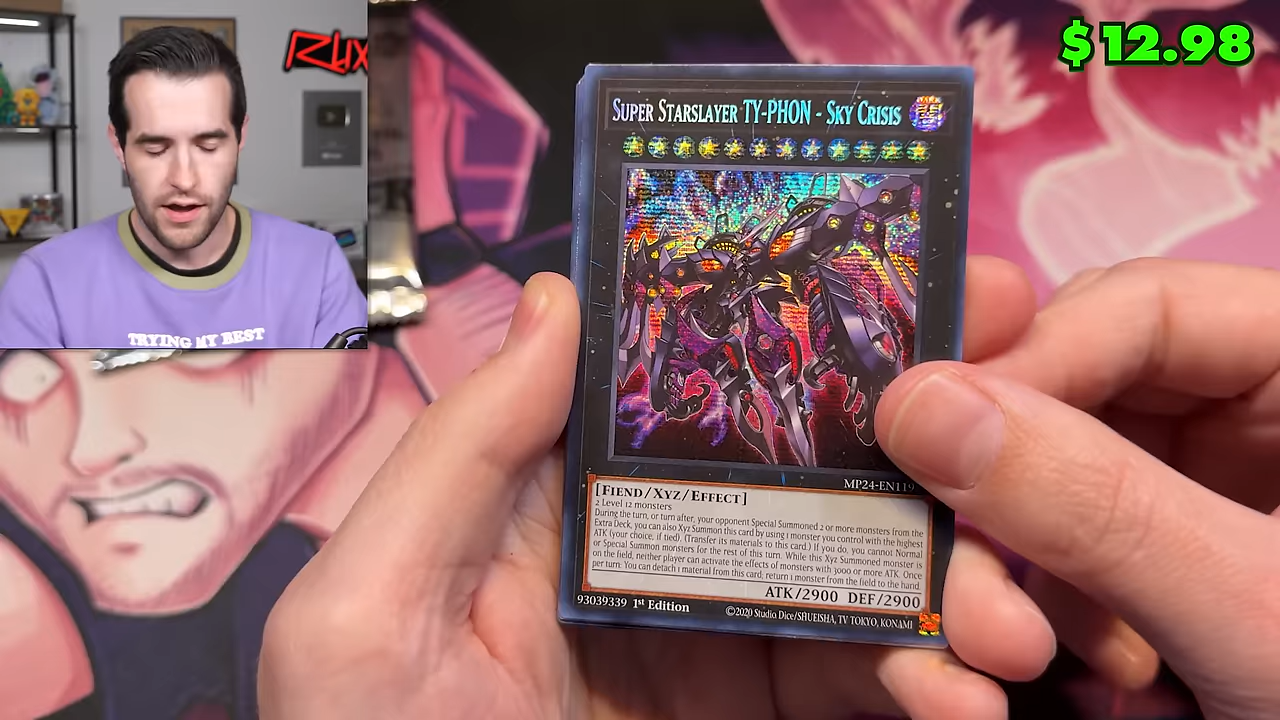 Rux
$12.98
TRYING MY BEST
SUPER STARSLAYER TY-PHON - SKY CRISIS
MP24-EN119
[FIEND/XYZ/EFFECT]
2 Level 12 monsters
During the turn, or turn after, your opponent Special Summoned 2 or more monsters from the
Extra Deck, you can also Xyz Summon this card by using 1 monster you control with the highest
ATK (your choice, if tied). (Transfer its materials to this card.) If you do, you cannot Normal
or Special Summon monsters for the rest of this turn. While this Xyz Summoned monster is
on the field, neither player can activate the effects of monsters with 3000 or more ATK. Once
per turn: You can detach 1 material from this card; return 1 monster from the field to the hand.
ATK/2900 DEF/2900
93039339 1st Edition
©2020 Studio Dice/SHUEISHA, TV TOKYO, KONAMI